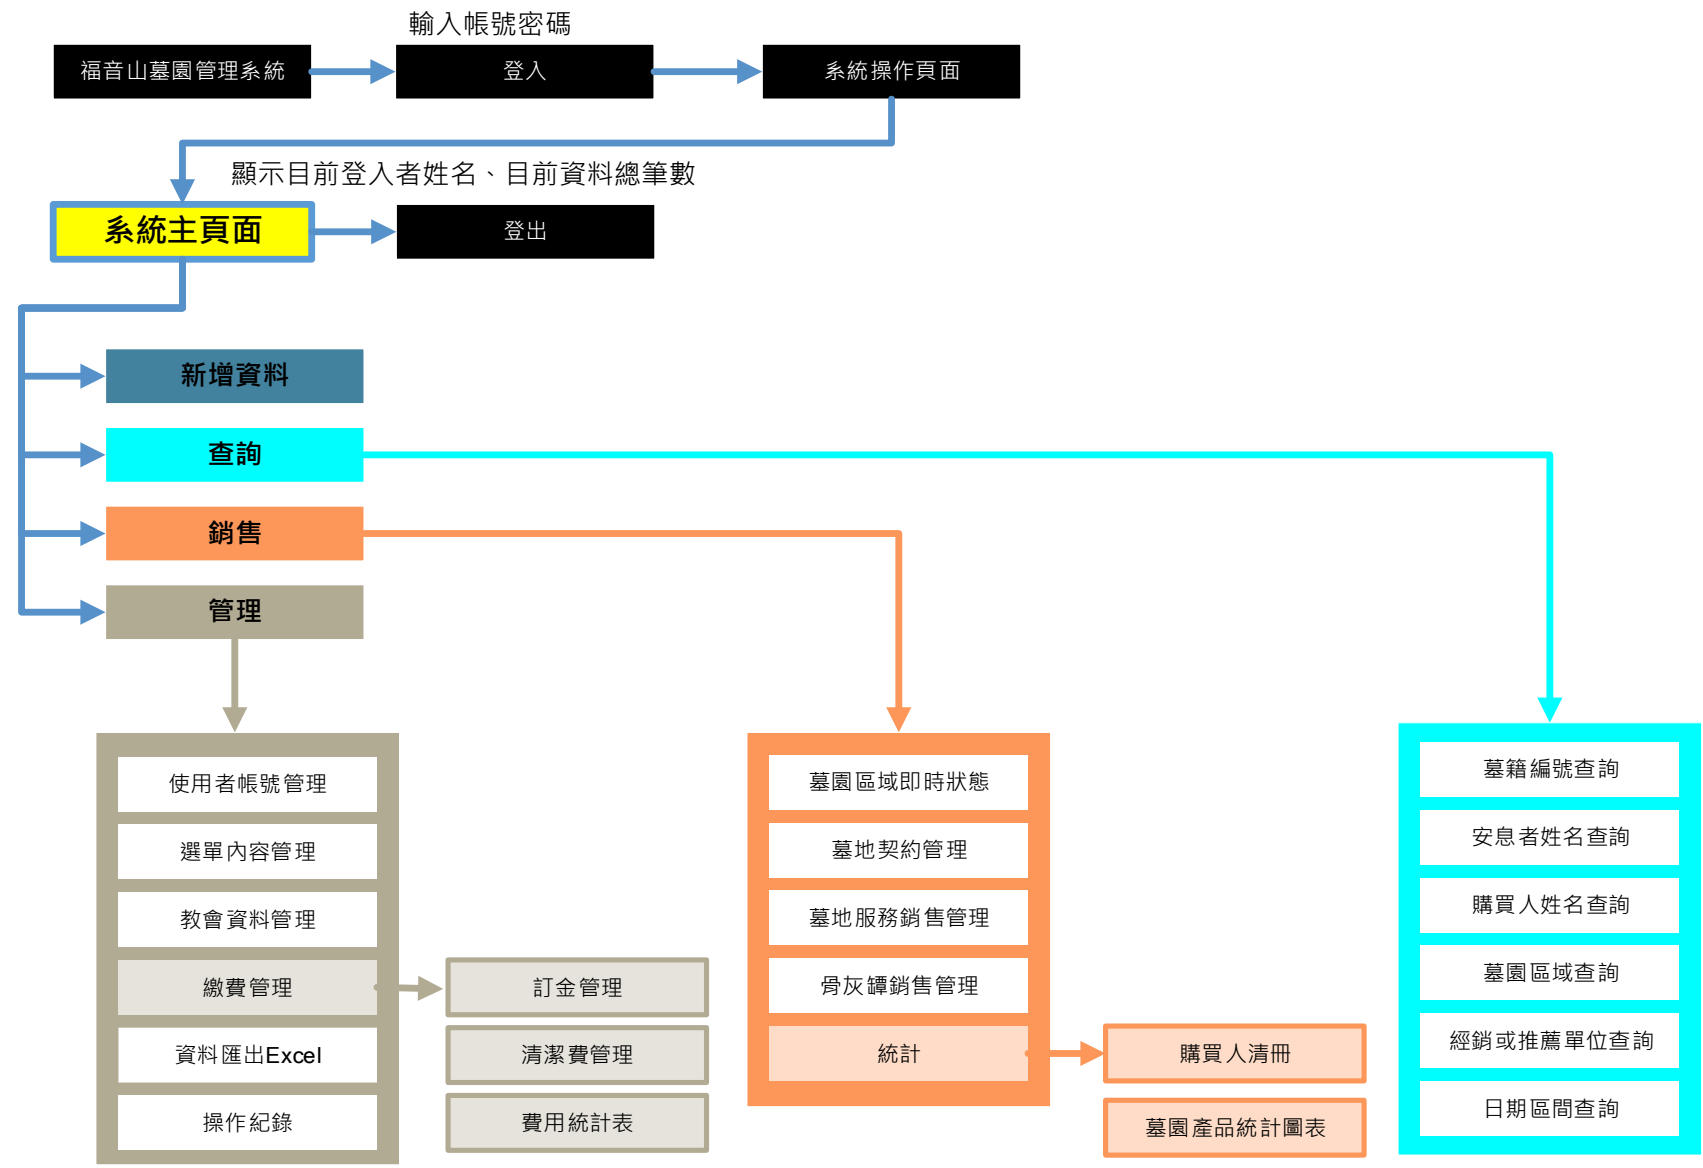 輸入帳號密碼
福音山墓園管理系統
登入
系統操作頁面
顯示目前登入者姓名、目前資料總筆數
系統主頁面
登出
新增資料
查詢
銷售
管理
使用者帳號管理
選單內容管理
教會資料管理
繳費管理
資料匯出Excel
操作紀錄
訂金管理
清潔費管理
費用統計表
墓園區域即時狀態
墓地契約管理
墓地服務銷售管理
骨灰罈銷售管理
統計
購買人清冊
墓園產品統計圖表
墓籍編號查詢
安息者姓名查詢
購買人姓名查詢
墓園區域查詢
經銷或推薦單位查詢
日期區間查詢